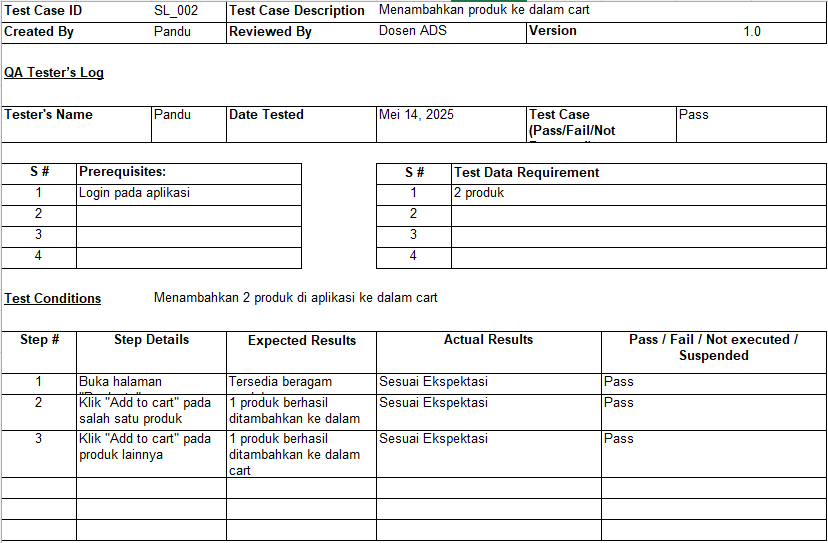 Test Case ID SL_002 Test Case Description Menambahkan produk ke dalam cart
Created By Pandu Reviewed By Dosen ADS Version 1.0
QA Tester's Log
Tester's Name Pandu Date Tested Mei 14, 2025 Test Case Pass
(Pass/Fail/Not
S # Prerequisites: S # Test Data Requirement
1 Login pada aplikasi 1 2 produk
2 2
3 3
4 4
Test Conditions Menambahkan 2 produk di aplikasi ke dalam cart
Step # Step Details Expected Results Actual Results Pass / Fail / Not executed /
Suspended
1 Buka halaman Tersedia beragam Sesuai Ekspektasi Pass
2 Klik "Add to cart" pada 1 produk berhasil Sesuai Ekspektasi Pass
salah satu produk ditambahkan ke dalam
3 Klik "Add to cart" pada 1 produk berhasil Sesuai Ekspektasi Pass
produk lainnya ditambahkan ke dalam
cart